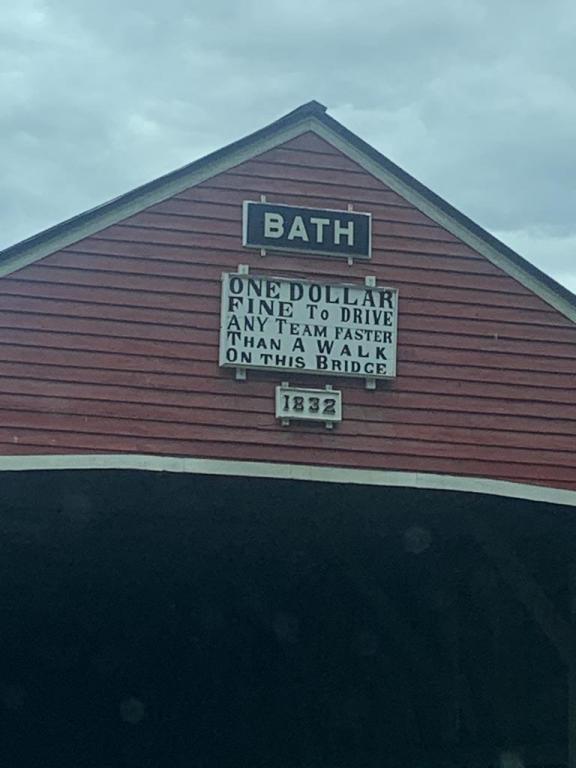 BATH
ONE DOLLAR
FINE TO DRIVE
ANY TEAM FASTER
THAN A WALK
ON THIS BRIDGE
1832